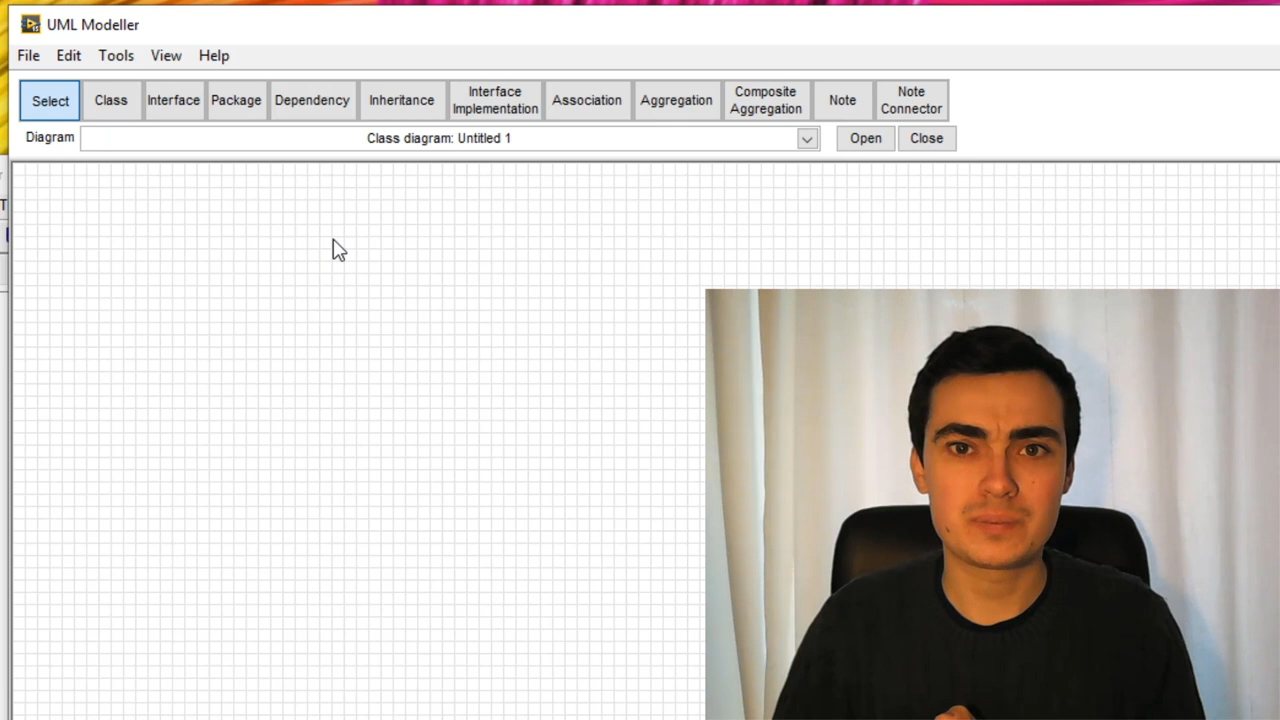 UML Modeller
File Edit Tools View Help
Select Class Interface Package Dependency Inheritance Interface Implementation Association Aggregation Composite Aggregation Note Note Connector
Diagram Class diagram: Untitled 1 Open Close
T